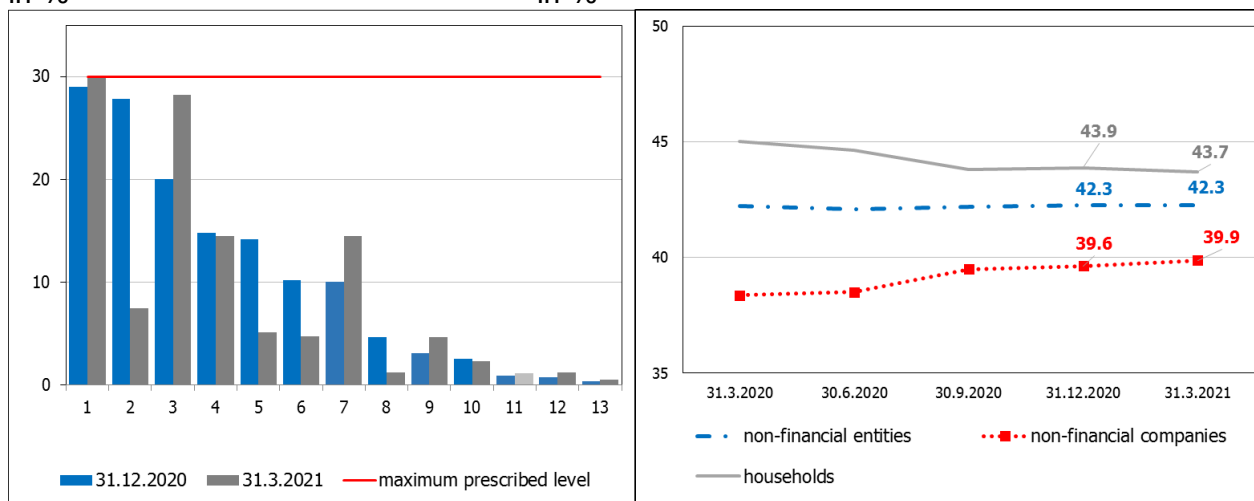 in %
in %
30
20
10
0
1 2 3 4 5 6 7 8 9 10 11 12 13
31.12.2020 31.3.2021 maximum prescribed level
50
45
40
35
43.9
43.7
42.3
42.3
39.6
39.9
31.3.2020 30.6.2020 30.9.2020 31.12.2020 31.3.2021
non-financial entities non-financial companies
households